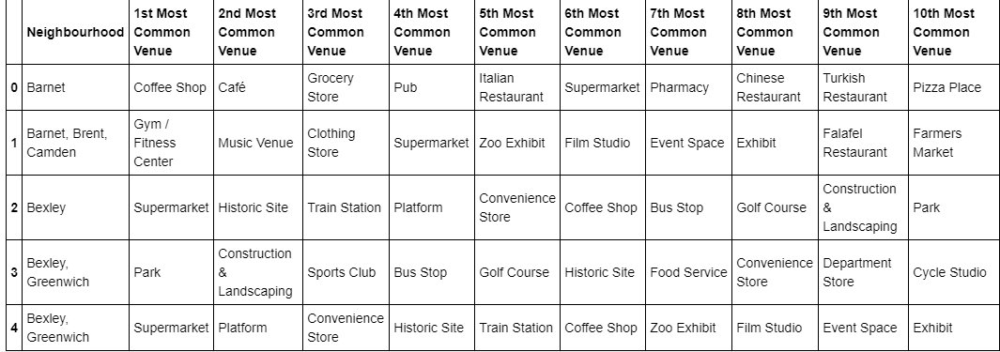 Neighbourhood 1st Most Common Venue 2nd Most Common Venue 3rd Most Common Venue 4th Most Common Venue 5th Most Common Venue 6th Most Common Venue 7th Most Common Venue 8th Most Common Venue 9th Most Common Venue 10th Most Common Venue
0 Barnet Coffee Shop Café Grocery Store Pub Italian Restaurant Supermarket Pharmacy Chinese Restaurant Turkish Restaurant Pizza Place
1 Barnet, Brent, Camden Gym / Fitness Center Music Venue Clothing Store Supermarket Zoo Exhibit Film Studio Event Space Exhibit Falafel Restaurant Farmers Market
2 Bexley Supermarket Historic Site Train Station Platform Convenience Store Coffee Shop Bus Stop Golf Course Construction & Landscaping Park
3 Bexley, Greenwich Park Construction & Landscaping Sports Club Bus Stop Golf Course Historic Site Food Service Convenience Store Department Store Cycle Studio
4 Bexley, Greenwich Supermarket Platform Convenience Store Historic Site Train Station Coffee Shop Zoo Exhibit Film Studio Event Space Exhibit